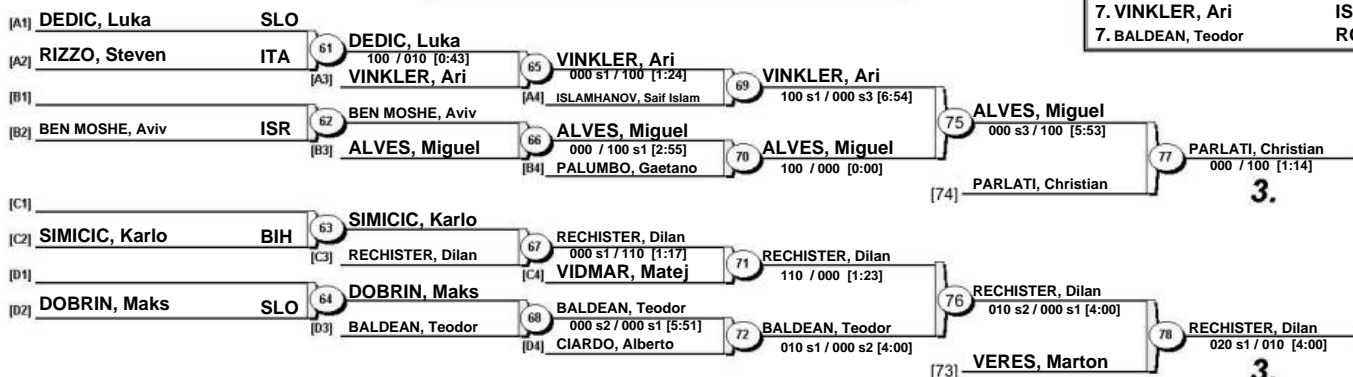 7. VINKLER, Ari IS
7. BALDEAN, Teodor RO
[A1] DEDIC, Luka SLO
[A2] RIZZO, Steven ITA
61
DEDIC, Luka
100 / 010 [0:43]
[A3] VINKLER, Ari
65
VINKLER, Ari
000 s1 / 100 [1:24]
[A4] ISLAMHANOV, Saif Islam
69
VINKLER, Ari
100 s1 / 000 s3 [6:54]
[B1]
[B2] BEN MOSHE, Aviv ISR
62
BEN MOSHE, Aviv
[B3] ALVES, Miguel
66
ALVES, Miguel
000 / 100 s1 [2:55]
[B4] PALUMBO, Gaetano
70
ALVES, Miguel
100 / 000 [0:00]
75
ALVES, Miguel
000 s3 / 100 [5:53]
[74] PARLATI, Christian
77
PARLATI, Christian
000 / 100 [1:14]
3.
[C1]
[C2] SIMICIC, Karlo BIH
63
SIMICIC, Karlo
[C3] RECHISTER, Dilan
67
RECHISTER, Dilan
000 s1 / 110 [1:17]
[C4] VIDMAR, Matej
71
RECHISTER, Dilan
110 / 000 [1:23]
[D1]
[D2] DOBRIN, Maks SLO
64
DOBRIN, Maks
[D3] BALDEAN, Teodor
68
BALDEAN, Teodor
000 s2 / 000 s1 [5:51]
[D4] CIARDO, Alberto
72
BALDEAN, Teodor
010 s1 / 000 s2 [4:00]
76
RECHISTER, Dilan
010 s2 / 000 s1 [4:00]
[73] VERES, Marton
78
RECHISTER, Dilan
020 s1 / 010 [4:00]
3.